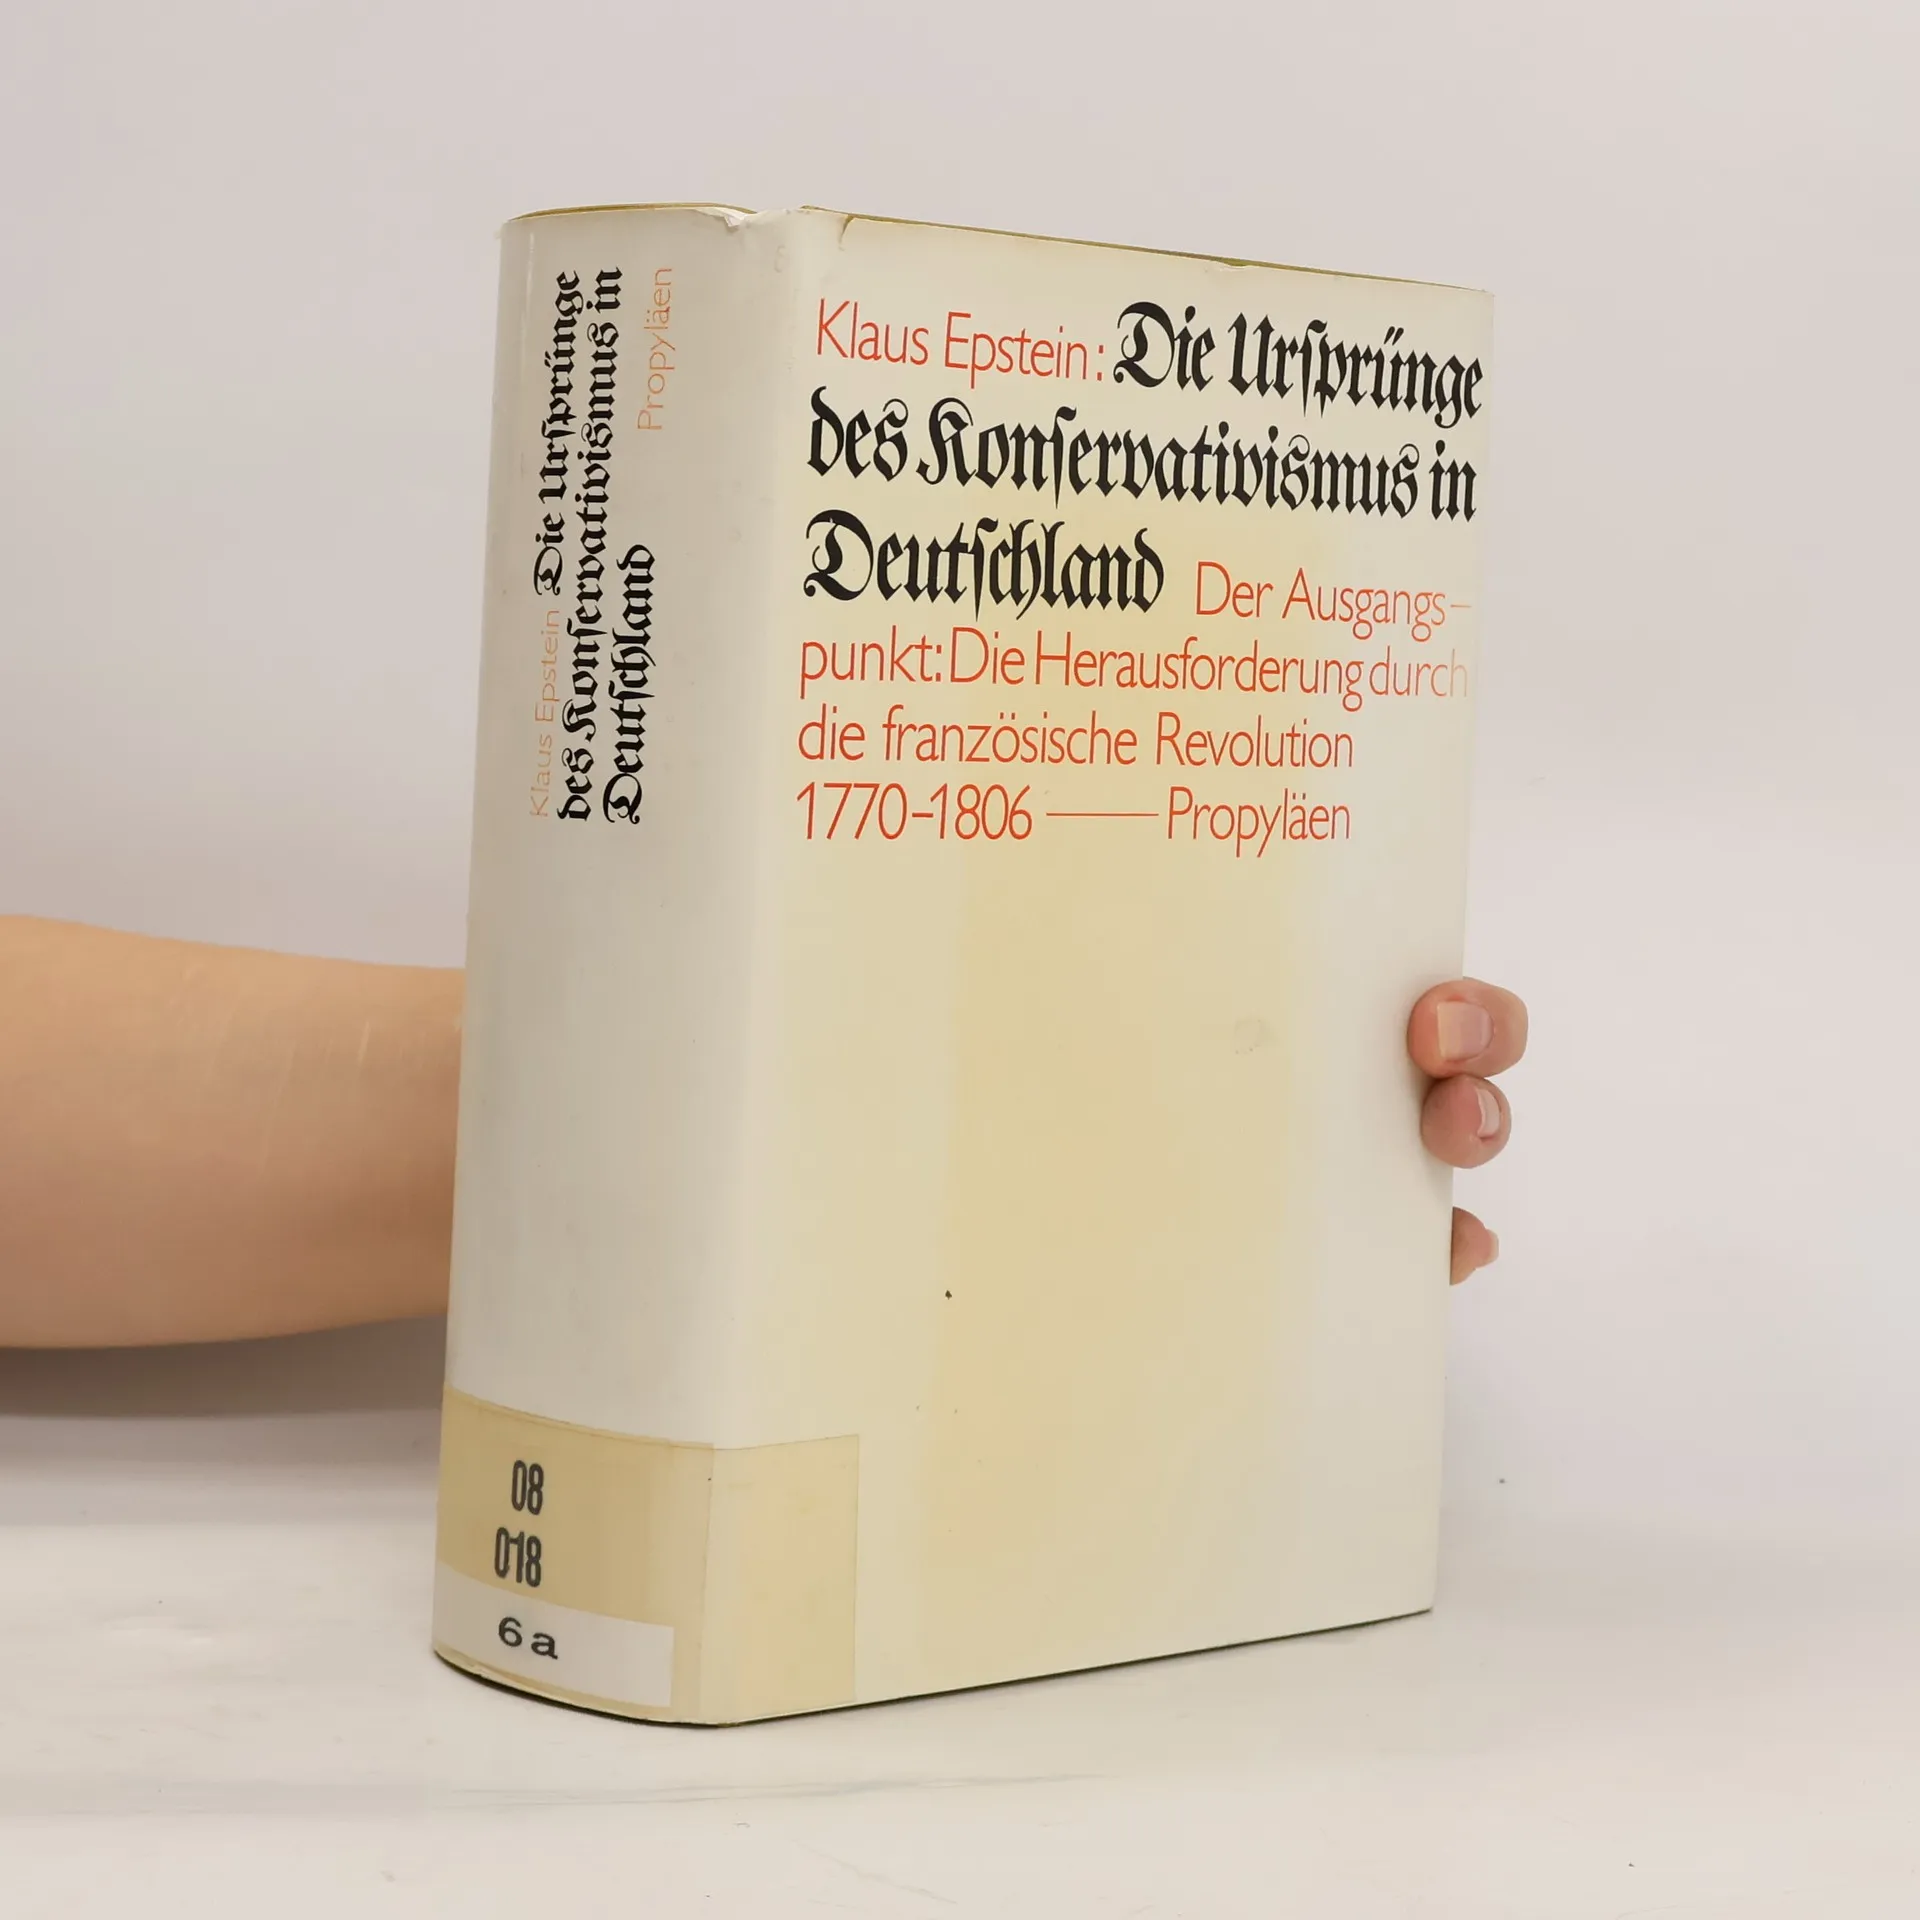 Klaus Epstein Die Urſprünge
des Konſervativismus in
Deutſchland
Propyläen
08
018
6a
Klaus Epstein: Die Urſprünge
des Konſervativismus in
Deutſchland Der Ausgangs-
punkt: Die Herausforderung durch
die französische Revolution
1770-1806 — Propyläen